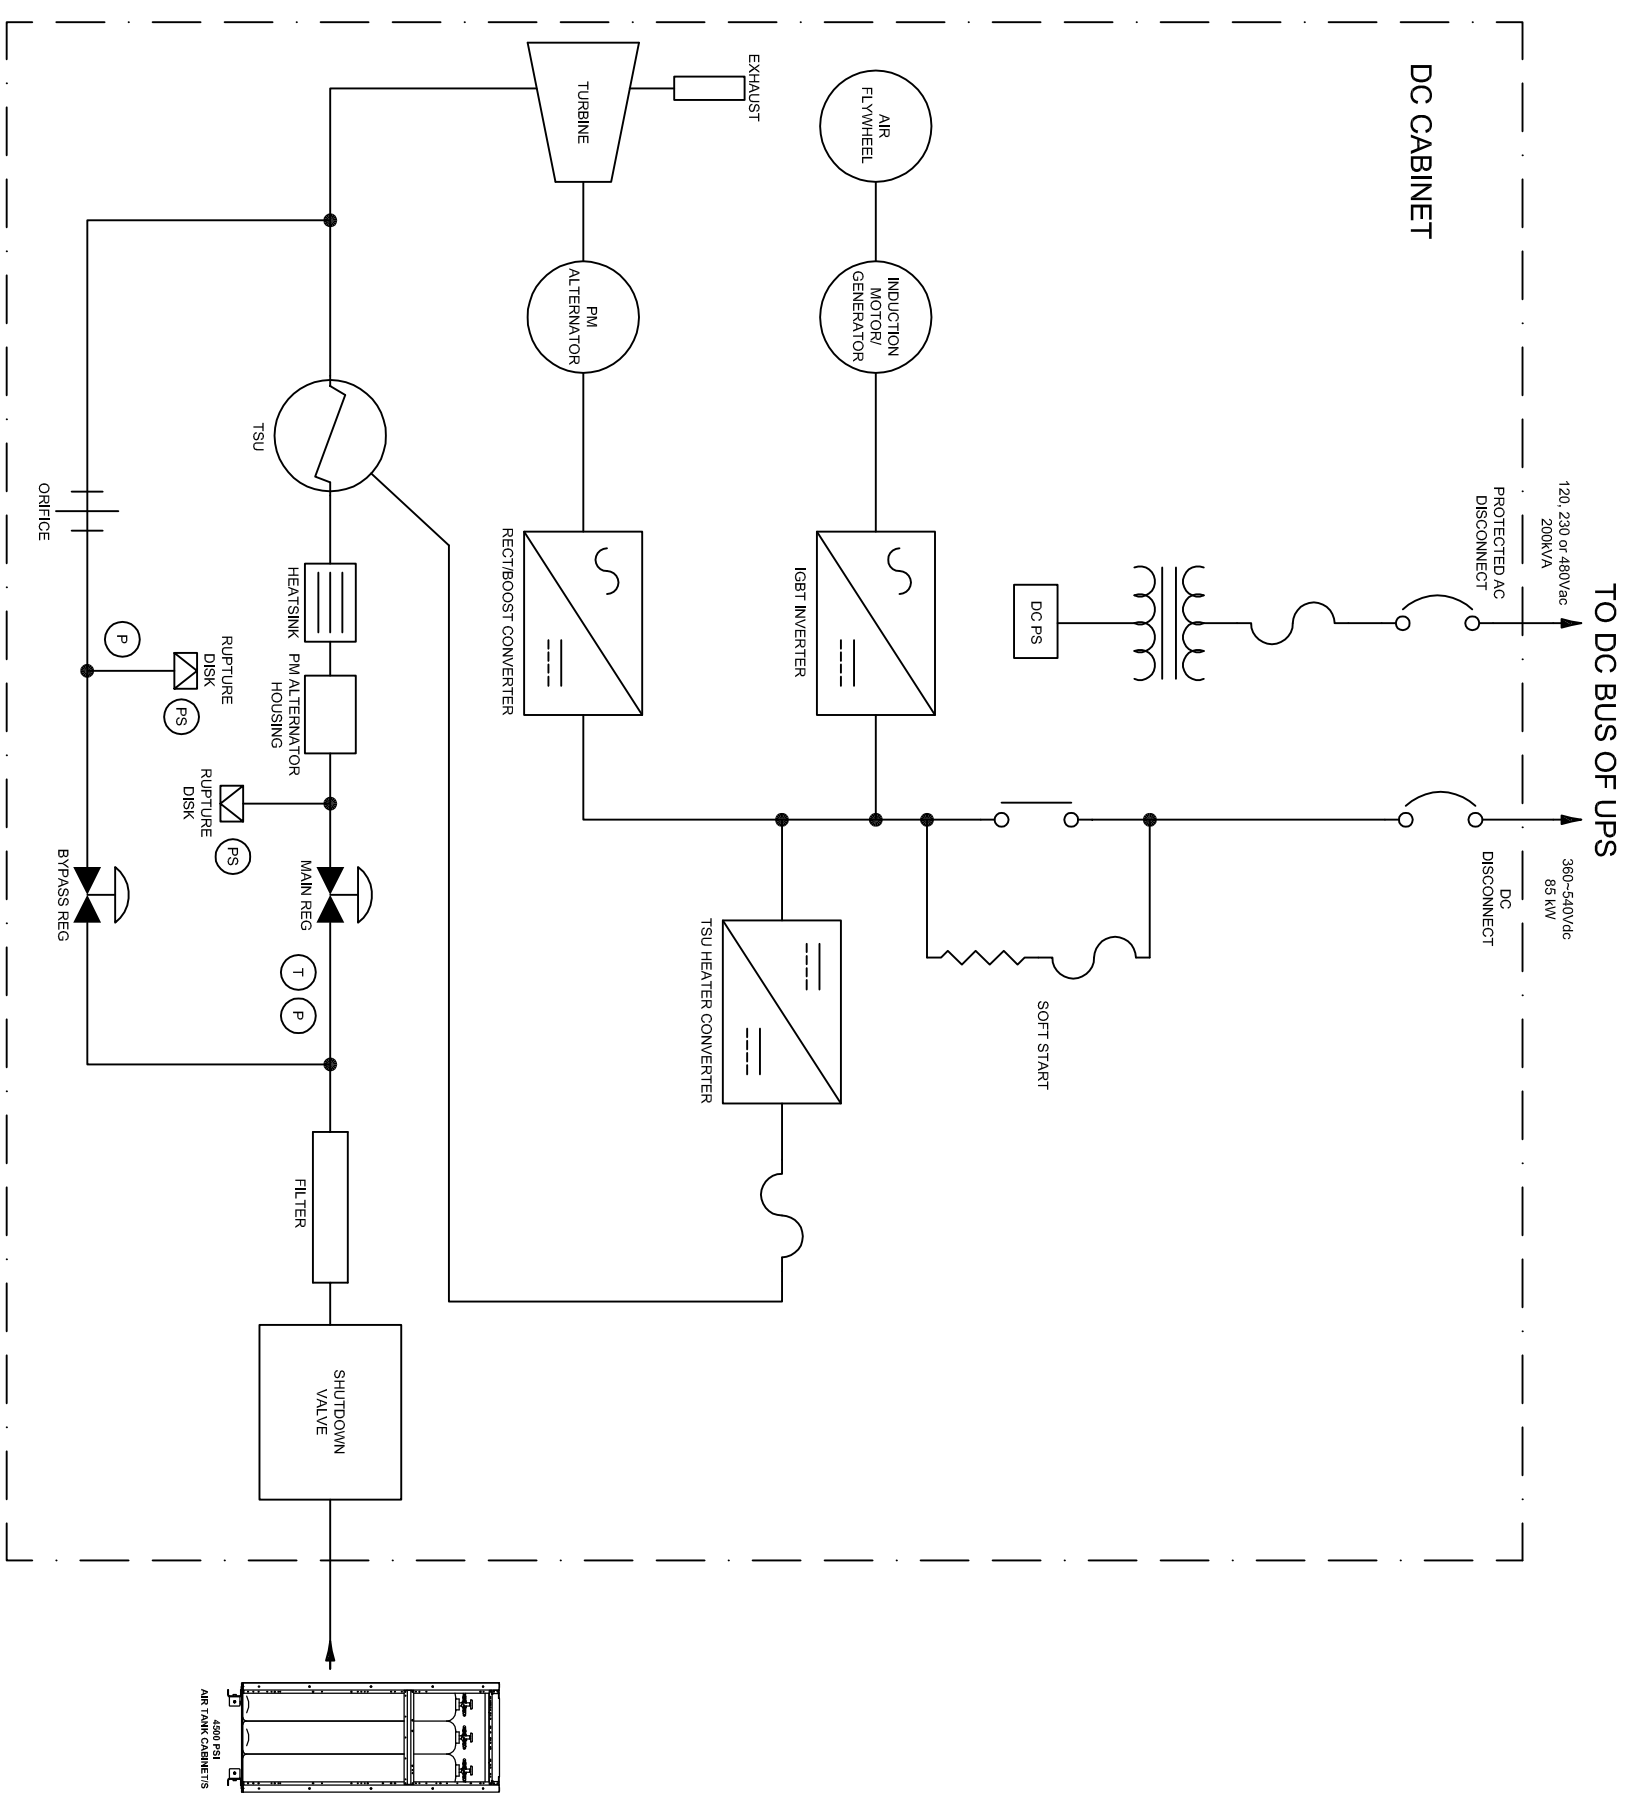 TO DC BUS OF UPS
120, 230 or 480Vac
200kVA
360~540Vdc
85 kW
PROTECTED AC
DISCONNECT
DC
DISCONNECT
DC CABINET
SOFT START
DC PS
AIR
FLYWHEEL
INDUCTION
MOTOR/
GENERATOR
IGBT INVERTER
TSU HEATER CONVERTER
EXHAUST
TURBINE
PM
ALTERNATOR
RECT/BOOST CONVERTER
TSU
HEATSINK
PM ALTERNATOR
HOUSING
RUPTURE
DISK
PS
MAIN REG
T
P
FILTER
SHUTDOWN
VALVE
4500 PSI
AIR TANK CABINET/S
RUPTURE
DISK
PS
P
ORIFICE
BYPASS REG